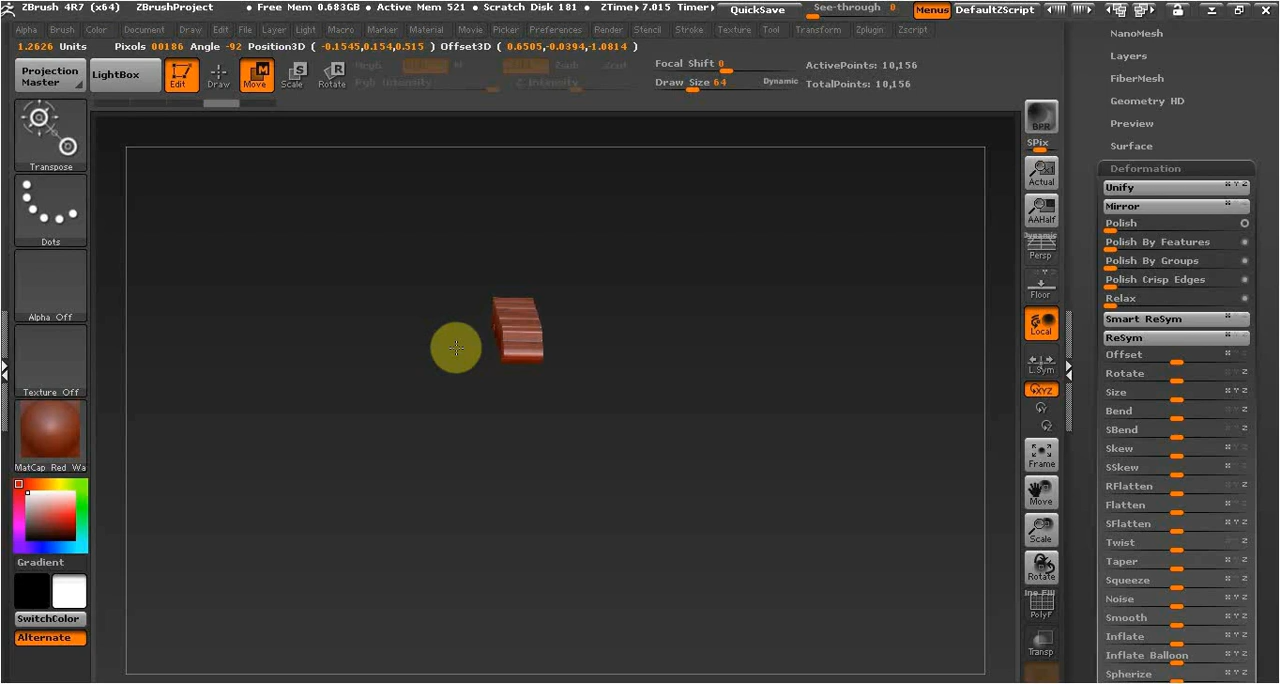 ZBrush 4R7 (x64) ZBrushProject • Free Mem 0.683GB • Active Mem 521 • Scratch Disk 181 • ZTime▸7.015 Timer▸ QuickSave See-through 0 Menus DefaultZScript
Alpha Brush Color Document Draw Edit File Layer Light Macro Marker Material Movie Picker Preferences Render Stencil Stroke Texture Tool Transform Zplugin Zscript
1.2626 Units Pixols 00186 Angle -92 Position3D ( -0.1545,0.154,0.515 ) Offset3D ( 0.6505,-0.0394,-1.0814 )
Projection Master
LightBox
Edit
Draw
Move
Scale
Rotate
Mrgb
M
Rgb Intensity
Zsub
Z Intensity
Focal Shift 0
Draw Size 64
Dynamic
ActivePoints: 10,156
TotalPoints: 10,156
Transpose
Dots
Alpha Off
Texture Off
MatCap Red Wa
Gradient
SwitchColor
Alternate
BPR
SPix
Actual
AAHalf
Dynamic
Persp
Floor
Local
L.Sym
XYZ
Frame
Move
Scale
Rotate
Line Fill
PolyF
Transp
NanoMesh
Layers
FiberMesh
Geometry HD
Preview
Surface
Deformation
Unify
Mirror
Polish
Polish By Features
Polish By Groups
Polish Crisp Edges
Relax
Smart ReSym
ReSym
Offset
Rotate
Size
Bend
SBend
Skew
SSkew
RFlatten
Flatten
SFlatten
Twist
Taper
Squeeze
Noise
Smooth
Inflate
Inflate Balloon
Spherize